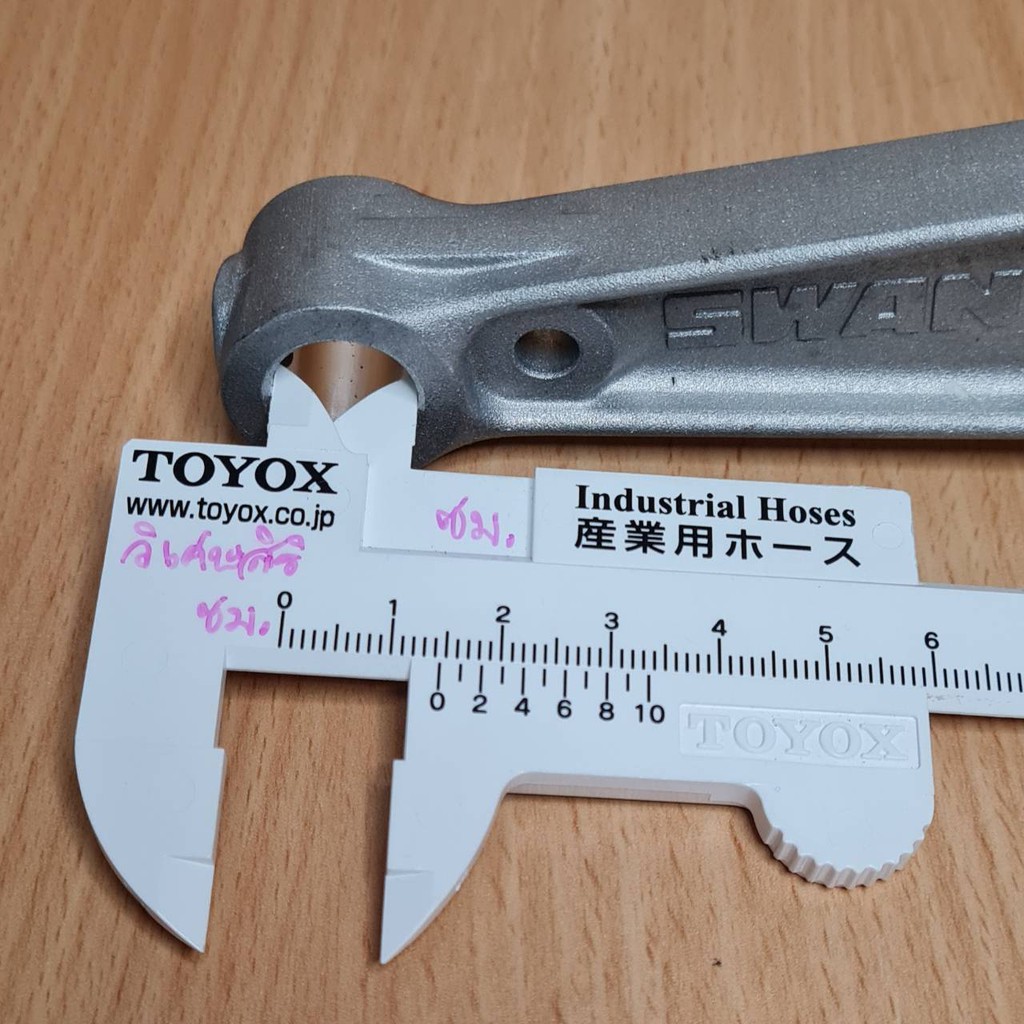 SWAN
TOYOX
www.toyox.co.jp
ซม.
Industrial Hoses
産業用ホース
ซม.
0 1 2 3 4 5 6
0 2 4 6 8 10
TOYOX